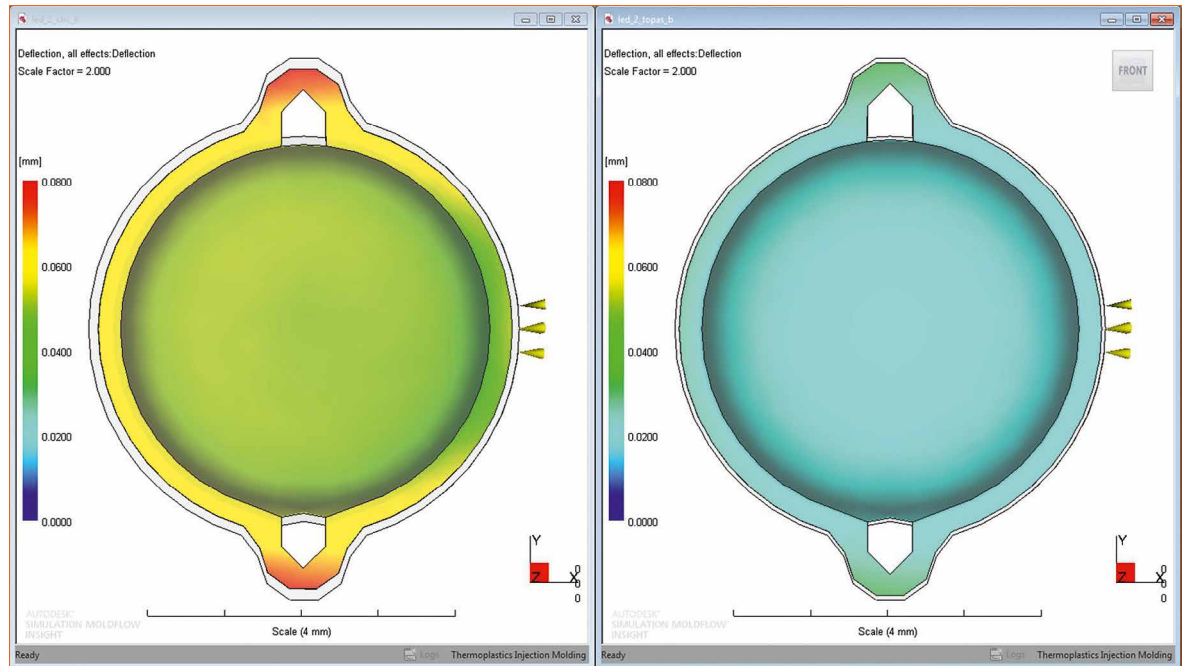 Deflection, all effects:Deflection
Scale Factor = 2.000
[mm]
0.0800
0.0600
0.0400
0.0200
0.0000
Y
Z
X
0
0
0
AUTODESK®
SIMULATION MOLDFLOW®
INSIGHT
Scale (4 mm)
Ready
Logs
Thermoplastics Injection Molding
led_2_topas_b
Deflection, all effects:Deflection
Scale Factor = 2.000
FRONT
[mm]
0.0800
0.0600
0.0400
0.0200
0.0000
Y
Z
X
0
0
0
AUTODESK®
SIMULATION MOLDFLOW®
INSIGHT
Scale (4 mm)
Ready
Logs
Thermoplastics Injection Molding